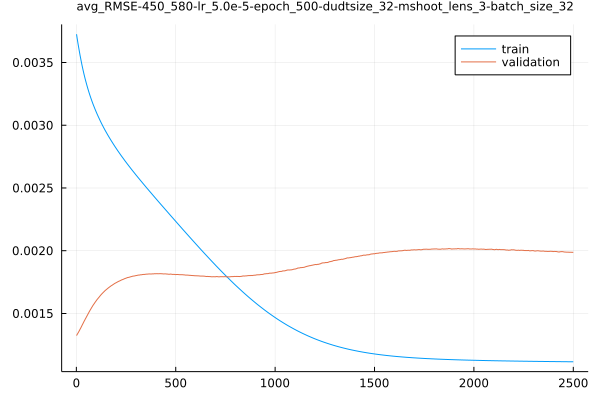 avg_RMSE-450_580-lr_5.0e-5-epoch_500-dudtsize_32-mshoot_lens_3-batch_size_32
train
validation
0.0035
0.0030
0.0025
0.0020
0.0015
0 500 1000 1500 2000 2500